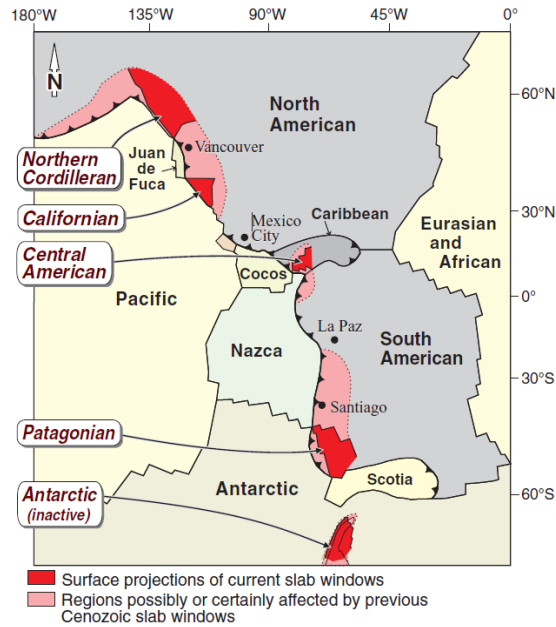 180°W
135°W
90°W
45°W
0°
N
North
American
60°N
Vancouver
Juan
de
Fuca
Northern
Cordilleran
Californian
Central
American
Mexico
City
Caribbean
30°N
Eurasian
and
African
Cocos
Pacific
0°
Nazca
La Paz
South
American
30°S
Santiago
Patagonian
Antarctic
(inactive)
Antarctic
Scotia
60°S
Surface projections of current slab windows
Regions possibly or certainly affected by previous
Cenozoic slab windows